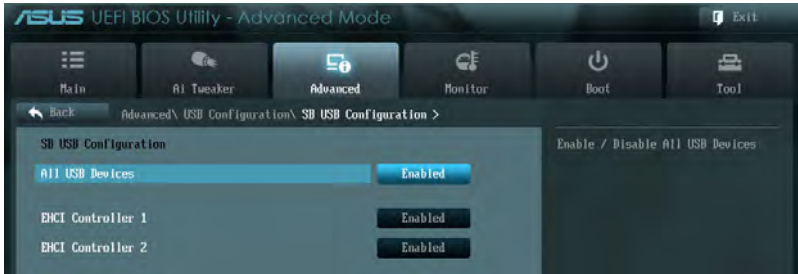 ASUS UEFI BIOS Utility - Advanced Mode
Exit
Main
Ai Tweaker
Advanced
Monitor
Boot
Tool
Back
Advanced\ USB Configuration\ SB USB Configuration >
SB USB Configuration
Enable / Disable All USB Devices
All USB Devices Enabled
EHCI Controller 1 Enabled
EHCI Controller 2 Enabled